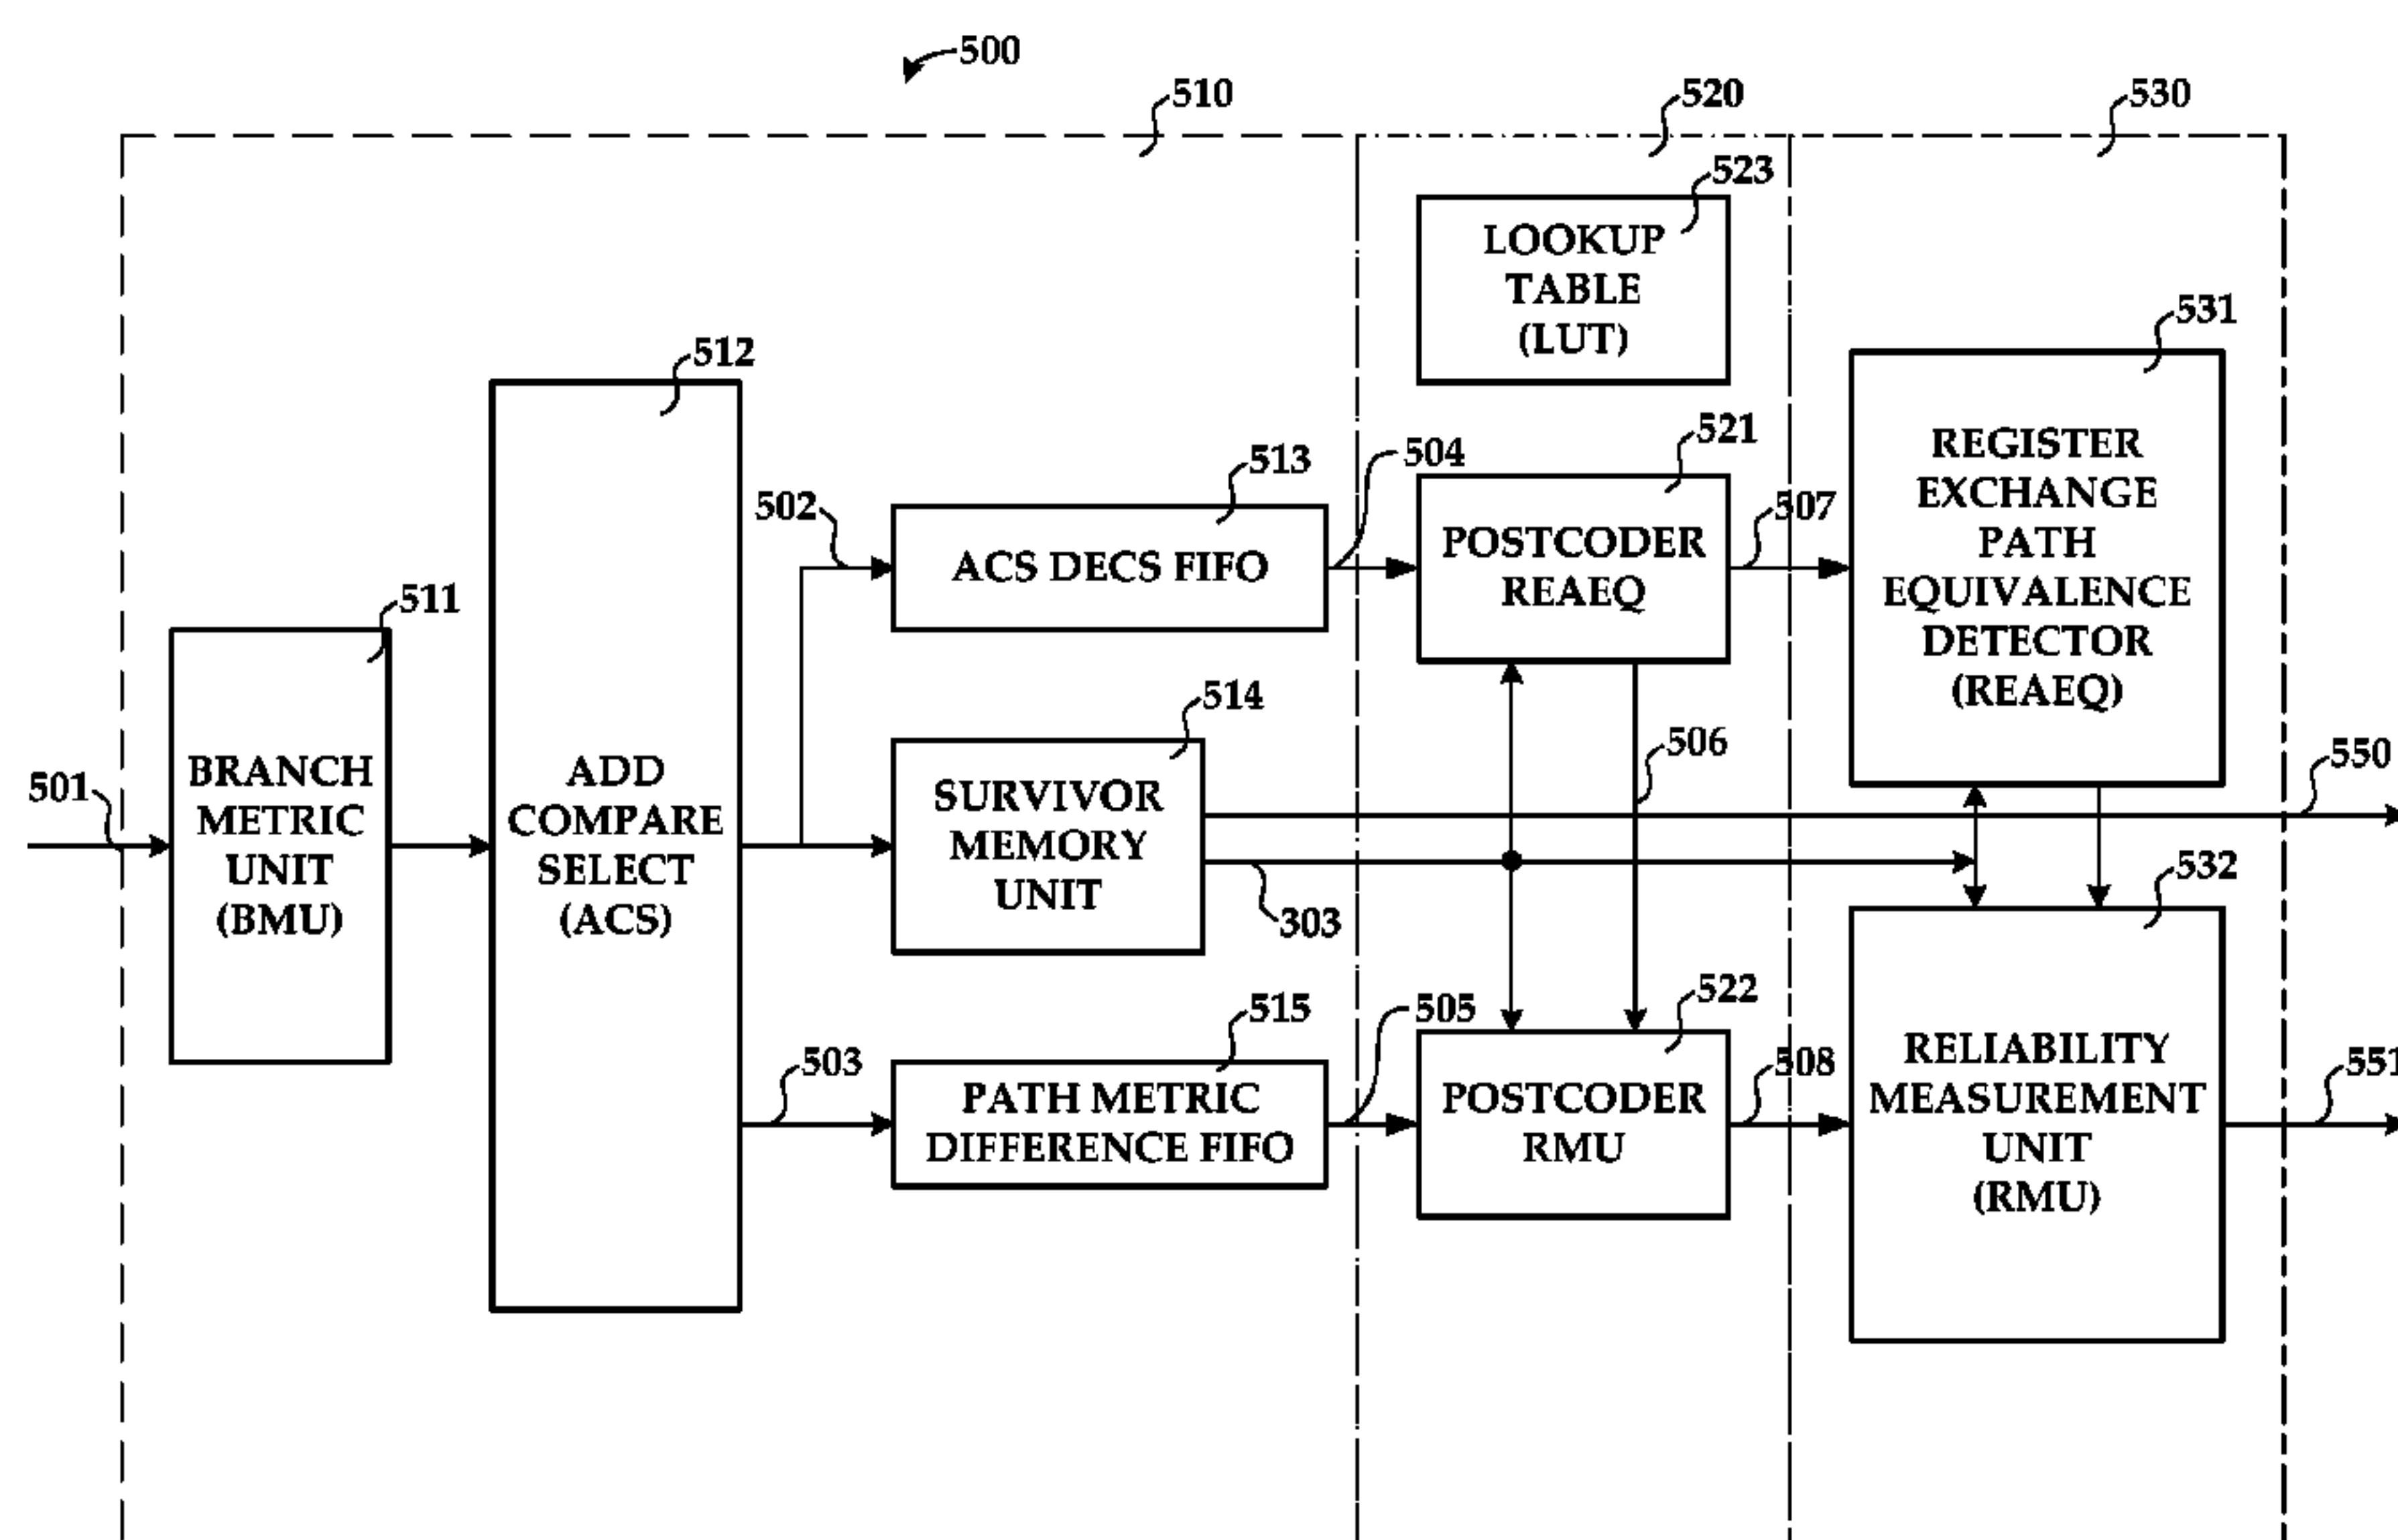 500
510
520
530
523
LOOKUP
TABLE
(LUT)
531
REGISTER
EXCHANGE
PATH
EQUIVALENCE
DETECTOR
(REAEQ)
512
ADD
COMPARE
SELECT
(ACS)
521
POSTCODER
REAEQ
513
ACS DECS FIFO
504
502
507
511
BRANCH
METRIC
UNIT
(BMU)
501
514
SURVIVOR
MEMORY
UNIT
506
550
303
532
RELIABILITY
MEASUREMENT
UNIT
(RMU)
522
POSTCODER
RMU
515
PATH METRIC
DIFFERENCE FIFO
505
503
508
551